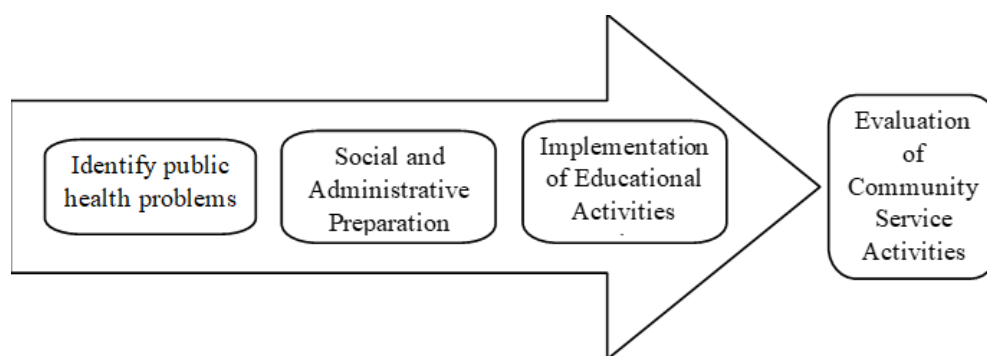 Identify public
health problems
Social and
Administrative
Preparation
Implementation
of Educational
Activities
.
Evaluation
of
Community
Service
Activities